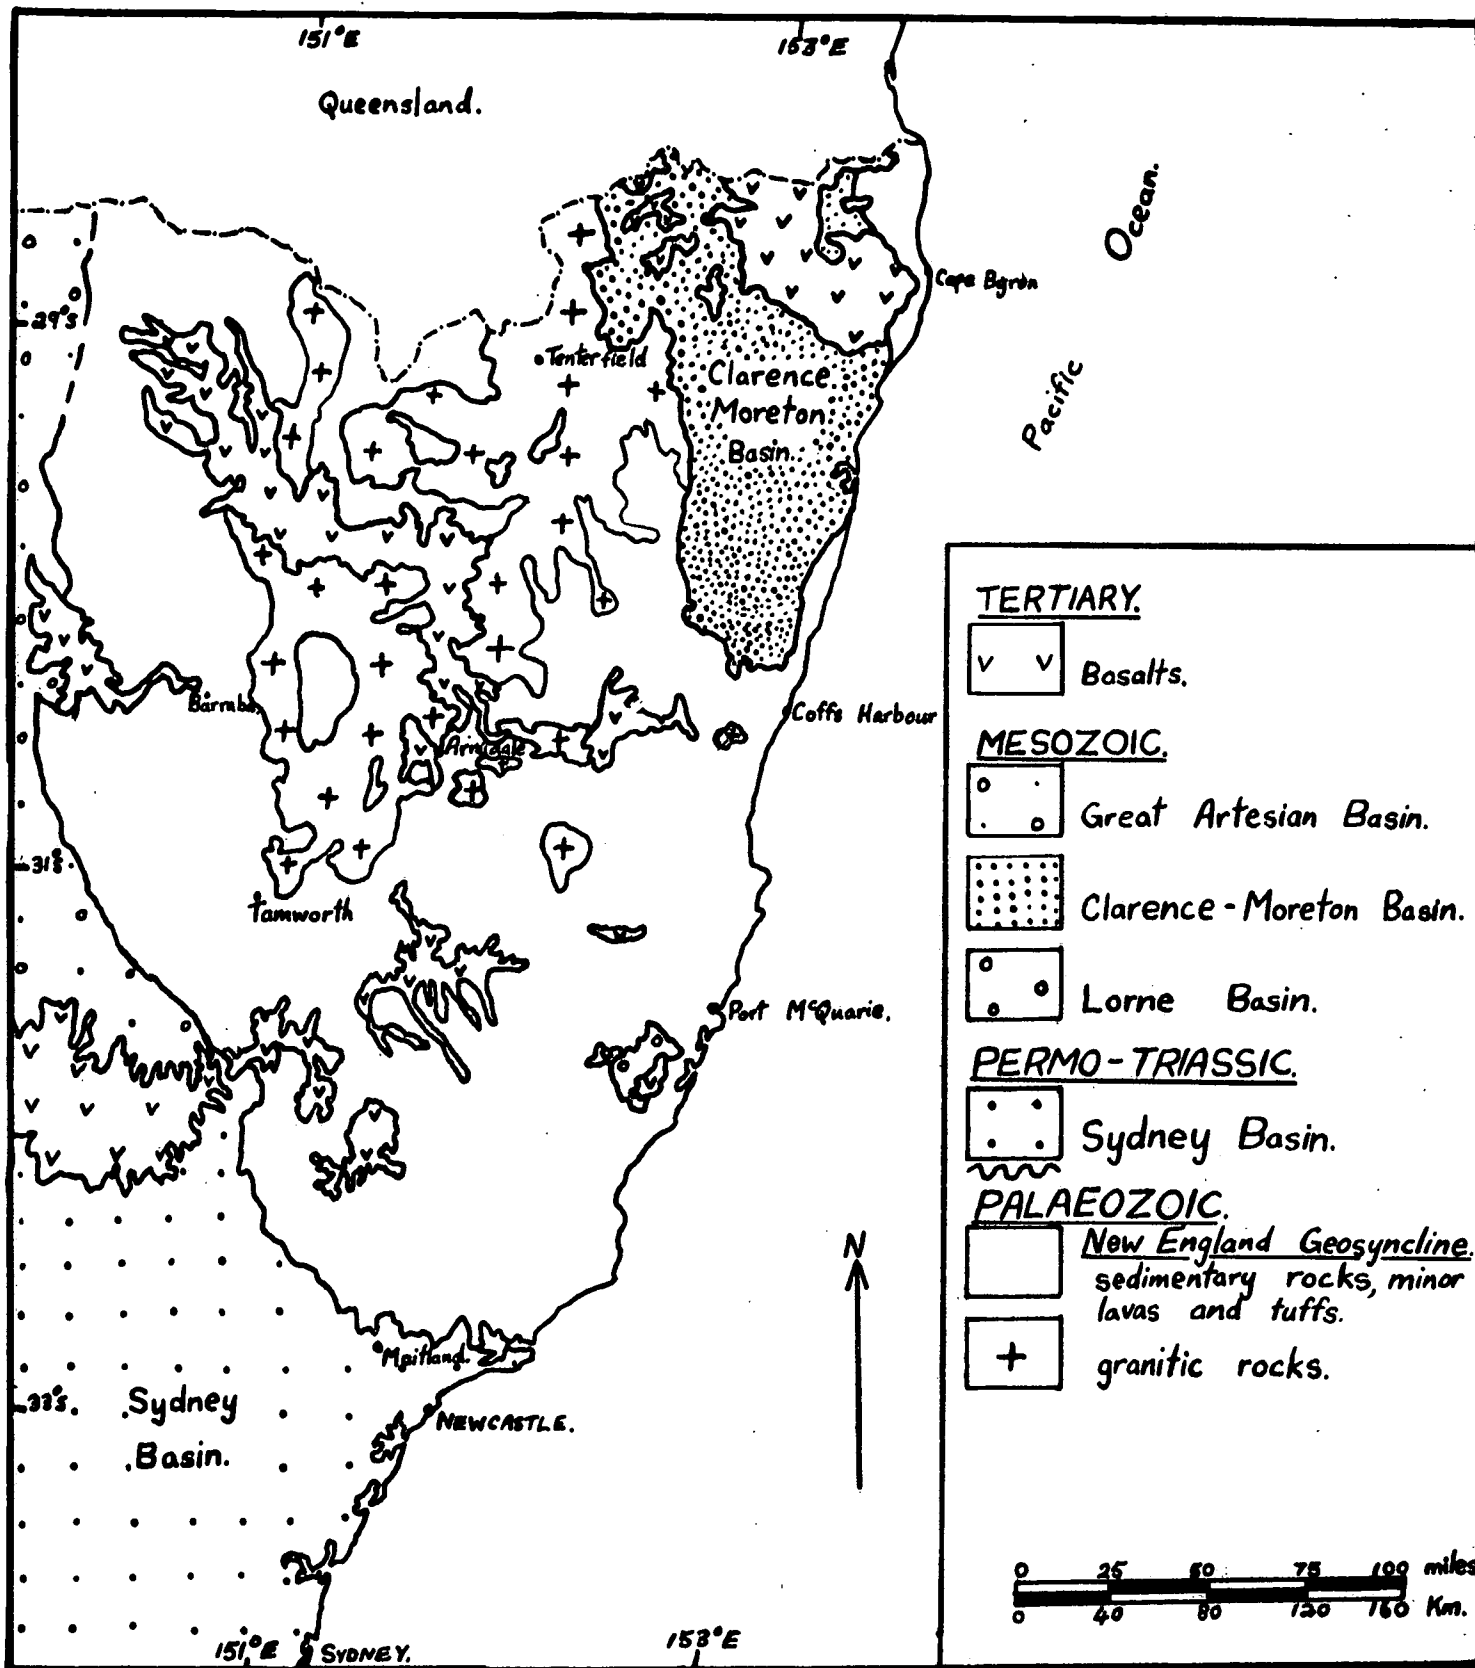 151°E
153°E
Queensland.
Pacific Ocean.
Cape Byron
29°S
Tenterfield
Clarence
Moreton
Basin.
Barraba.
Coffs Harbour
Armidale
31°S.
Tamworth
Port McQuarie.
Maitland.
33°S.
Sydney
Basin.
NEWCASTLE.
151°E
SYDNEY.
153°E
N
TERTIARY.
v v Basalts.
MESOZOIC.
Great Artesian Basin.
Clarence-Moreton Basin.
Lorne Basin.
PERMO-TRIASSIC.
Sydney Basin.
PALAEOZOIC.
New England Geosyncline.
sedimentary rocks, minor
lavas and tuffs.
+ granitic rocks.
0 25 50 75 100 miles
0 40 80 120 160 Km.